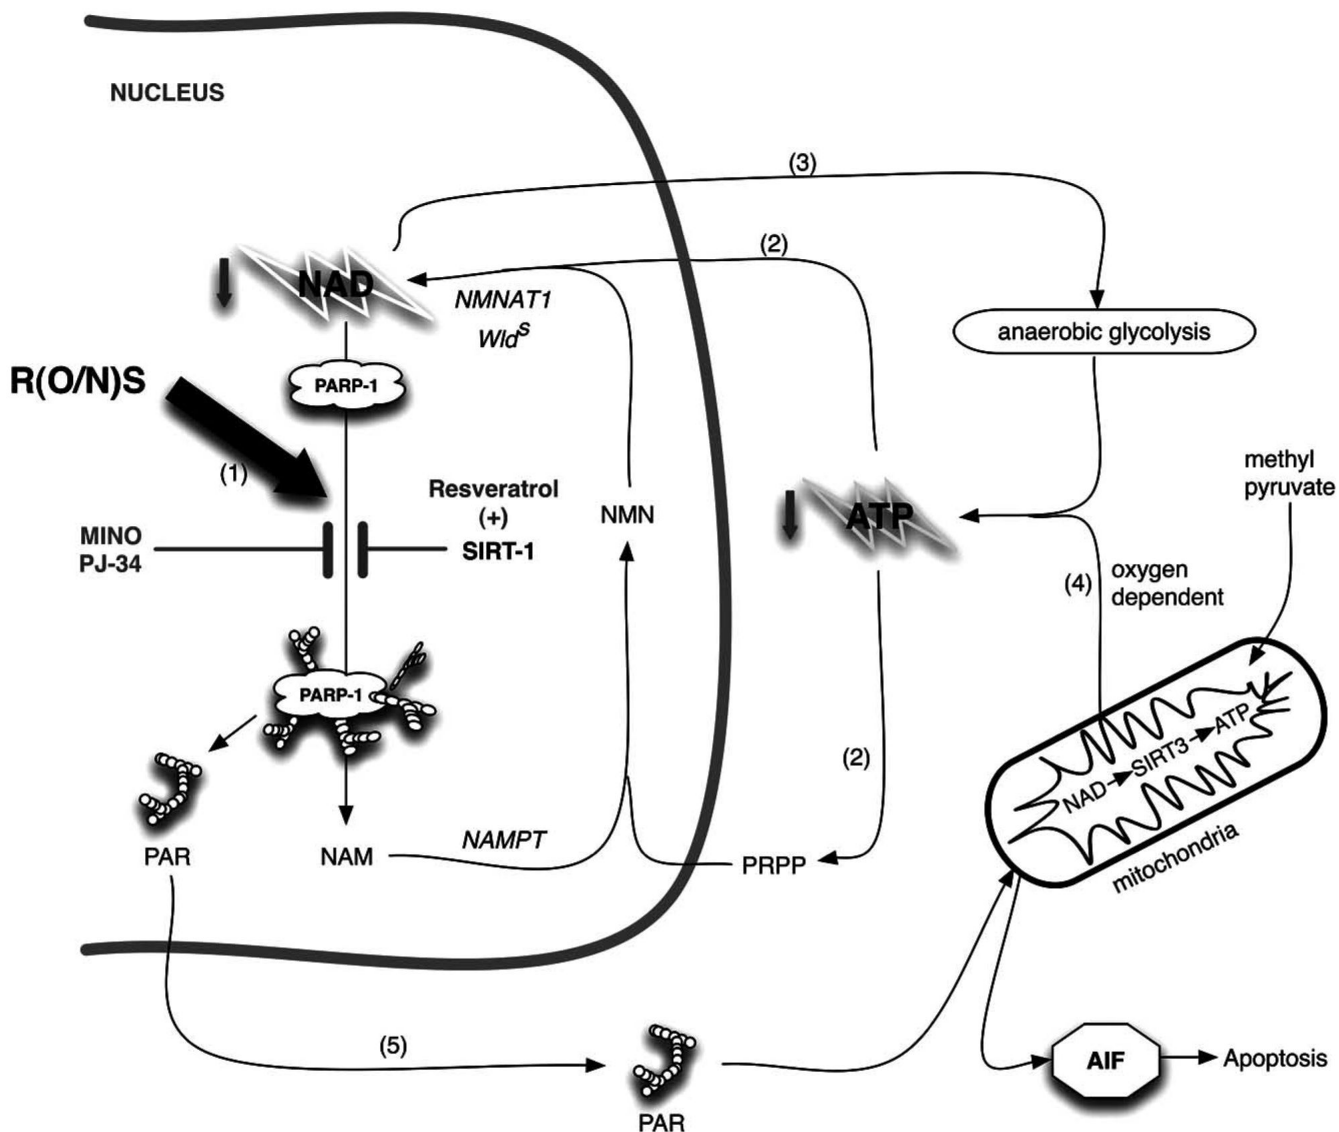 NUCLEUS
(3)
(2)
NAD
NMNAT1
Wld^S
anaerobic glycolysis
R(O/N)S
PARP-1
(1)
methyl
pyruvate
Resveratrol
(+)
SIRT-1
MINO
PJ-34
NMN
ATP
(4)
oxygen
dependent
PARP-1
(2)
NAD
SIRT3
ATP
mitochondria
PAR
NAM
NAMPT
PRPP
(5)
PAR
AIF
Apoptosis